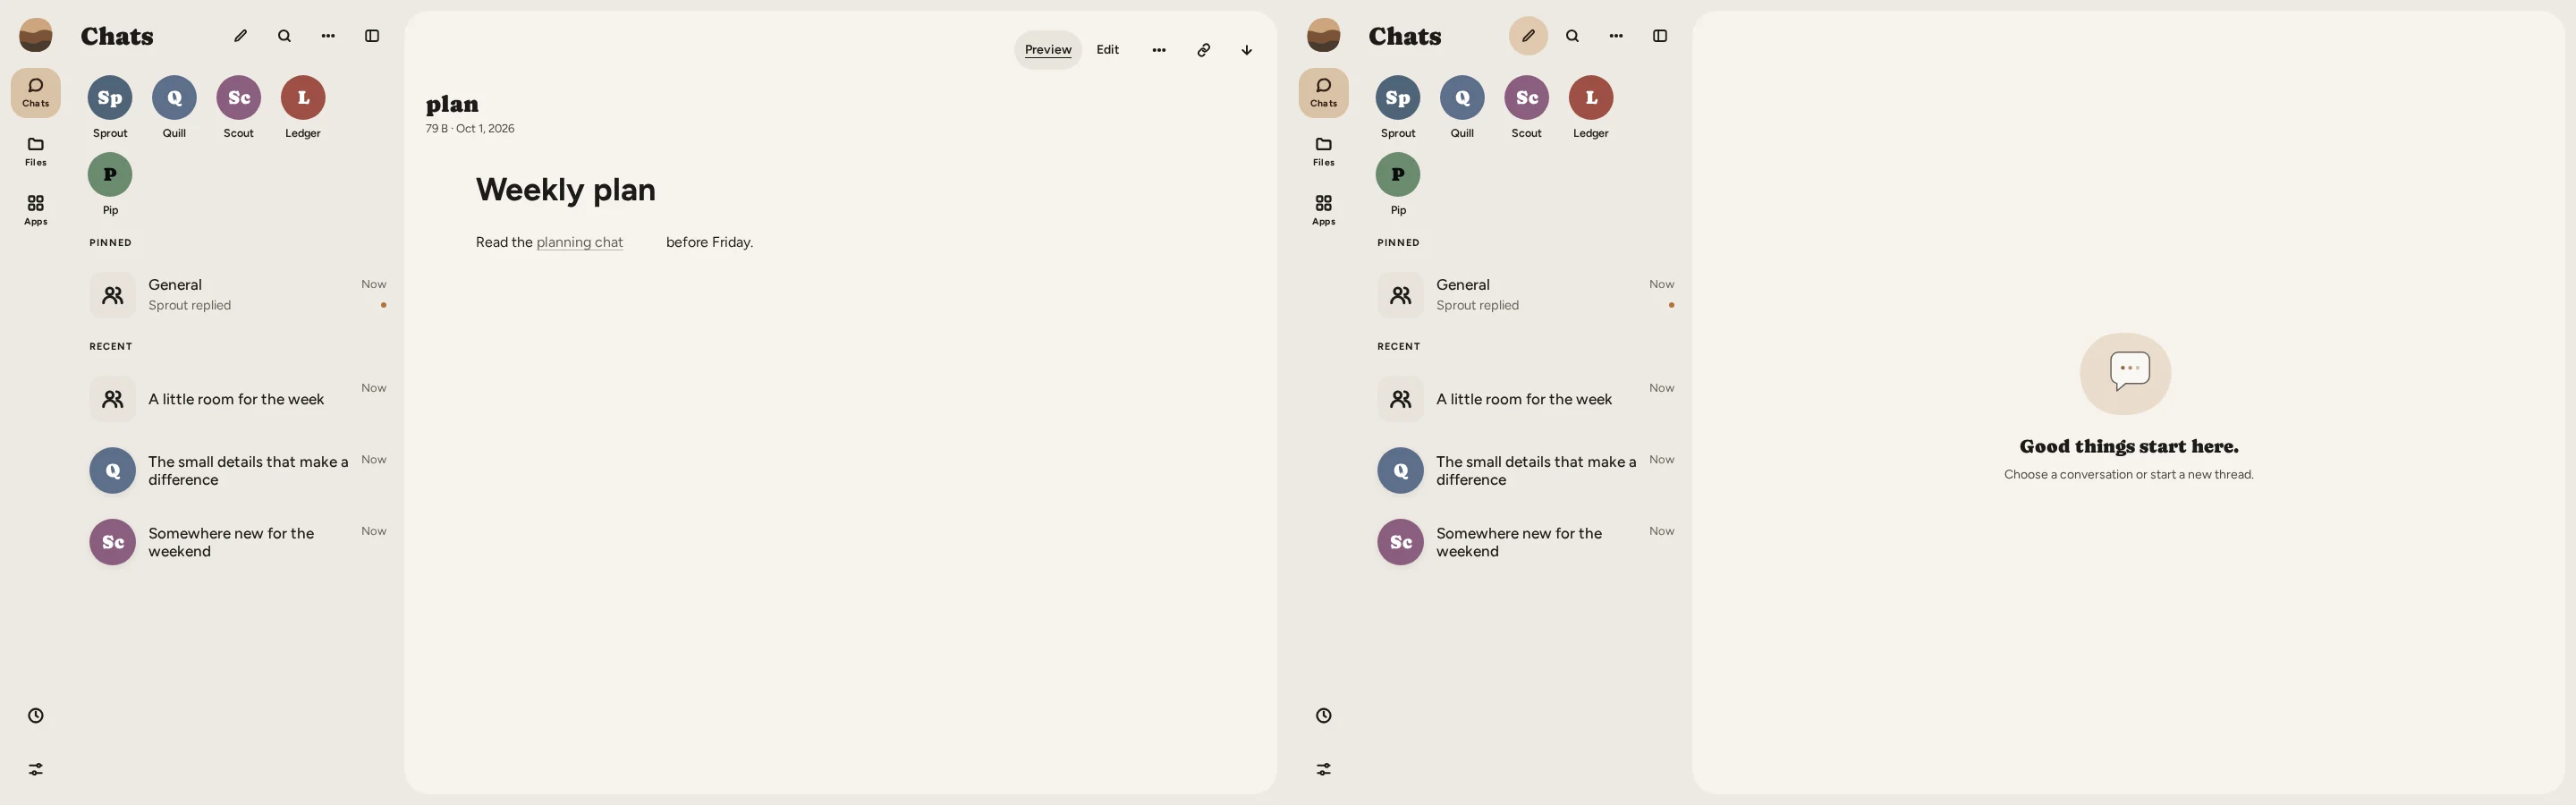 Chats
Preview Edit
Chats
Files
Apps
Sp Q Sc L
Sprout Quill Scout Ledger
P
Pip
PINNED
General Now
Sprout replied
RECENT
A little room for the week Now
Q The small details that make a Now
difference
Sc Somewhere new for the Now
weekend
plan
79 B · Oct 1, 2026
Weekly plan
Read the planning chat before Friday.
Chats
Chats
Files
Apps
Sp Q Sc L
Sprout Quill Scout Ledger
P
Pip
PINNED
General Now
Sprout replied
RECENT
A little room for the week Now
Q The small details that make a Now
difference
Sc Somewhere new for the Now
weekend
Good things start here.
Choose a conversation or start a new thread.